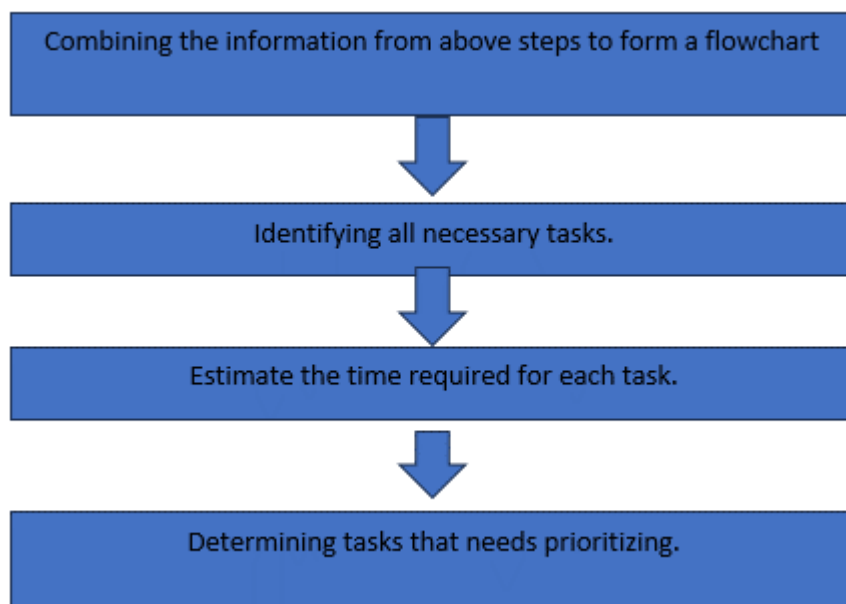 Combining the information from above steps to form a flowchart
Identifying all necessary tasks.
Estimate the time required for each task.
Determining tasks that needs prioritizing.